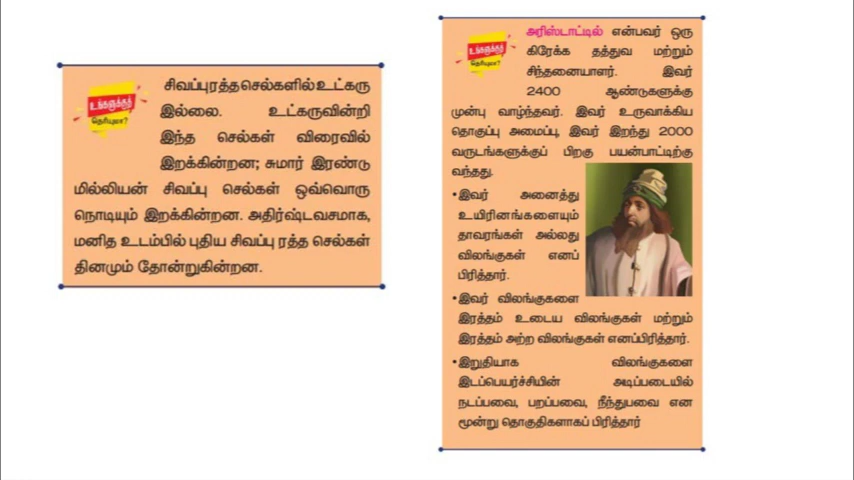 உங்களுக்குத்
தெரியுமா?
சிவப்புரத்தசெல்களில்உட்கரு
இல்லை. உட்கருவின்றி
இந்த செல்கள் விரைவில்
இறக்கின்றன; சுமார் இரண்டு
மில்லியன் சிவப்பு செல்கள் ஒவ்வொரு
நொடியும் இறக்கின்றன. அதிர்ஷ்டவசமாக,
மனித உடம்பில் புதிய சிவப்பு ரத்த செல்கள்
தினமும் தோன்றுகின்றன.
உங்களுக்குத்
தெரியுமா?
அரிஸ்டாட்டில் என்பவர் ஒரு
கிரேக்க தத்துவ மற்றும்
சிந்தனையாளர். இவர்
2400 ஆண்டுகளுக்கு
முன்பு வாழ்ந்தவர். இவர் உருவாக்கிய
தொகுப்பு அமைப்பு, இவர் இறந்து 2000
வருடங்களுக்குப் பிறகு பயன்பாட்டிற்கு
வந்தது.
•இவர் அனைத்து
உயிரினங்களையும்
தாவரங்கள் அல்லது
விலங்குகள் எனப்
பிரித்தார்.
•இவர் விலங்குகளை
இரத்தம் உடைய விலங்குகள் மற்றும்
இரத்தம் அற்ற விலங்குகள் எனப்பிரித்தார்.
•இறுதியாக விலங்குகளை
இடப்பெயர்ச்சியின் அடிப்படையில்
நடப்பவை, பறப்பவை, நீந்துபவை என
மூன்று தொகுதிகளாகப் பிரித்தார்